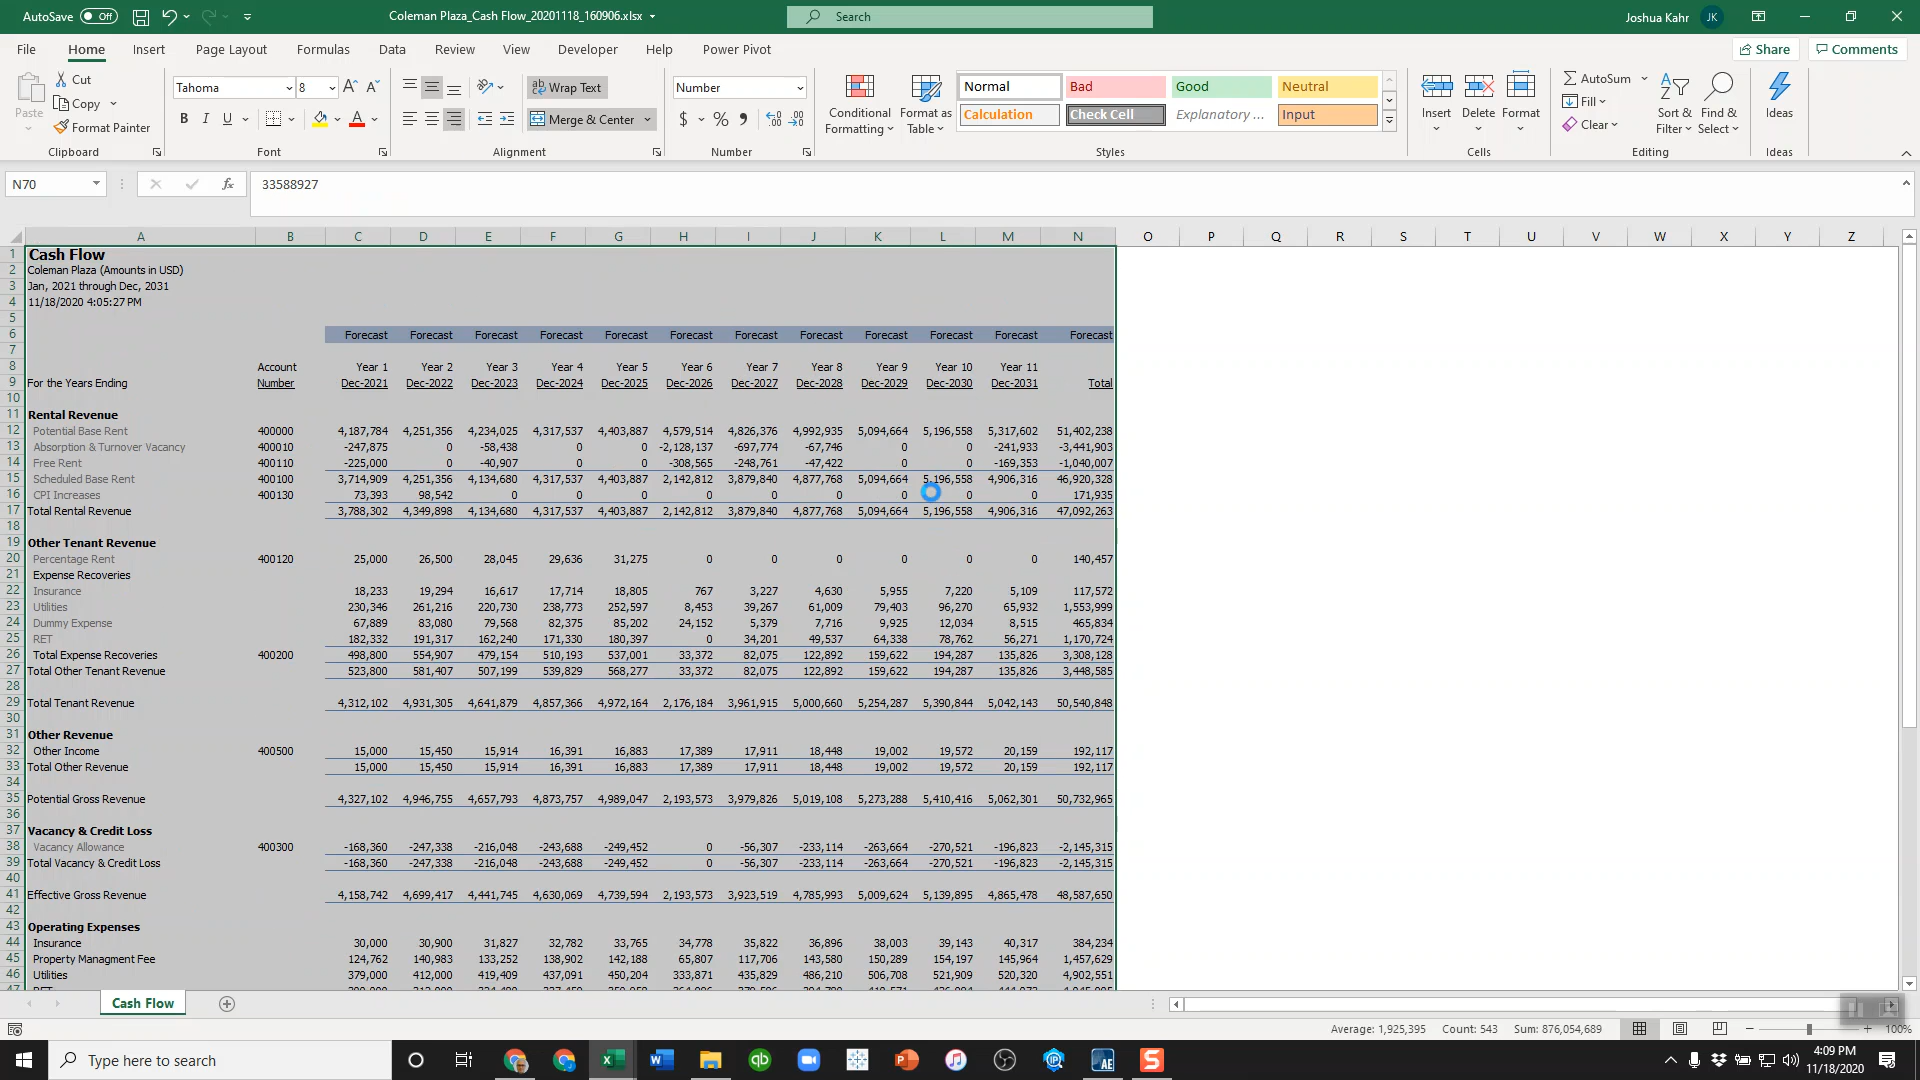 AutoSave Off Coleman Plaza_Cash Flow_20201118_160906.xlsx Search Joshua Kahr JK
File Home Insert Page Layout Formulas Data Review View Developer Help Power Pivot Share Comments
Paste Cut Copy Format Painter Clipboard
Tahoma 8 B I U Font
Wrap Text Merge & Center Alignment
Number $ % Number
Conditional Formatting Format as Table Normal Bad Good Neutral Calculation Check Cell Explanatory ... Input Styles
Insert Delete Format Cells
AutoSum Fill Clear Sort & Filter Find & Select Editing
Ideas Ideas
N70 fx 33588927
A B C D E F G H I J K L M N O P Q R S T U V W X Y Z
1 Cash Flow
2 Coleman Plaza (Amounts in USD)
3 Jan, 2021 through Dec, 2031
4 11/18/2020 4:05:27 PM
5
6 Forecast Forecast Forecast Forecast Forecast Forecast Forecast Forecast Forecast Forecast Forecast Forecast
7
8 Account Year 1 Year 2 Year 3 Year 4 Year 5 Year 6 Year 7 Year 8 Year 9 Year 10 Year 11
9 For the Years Ending Number Dec-2021 Dec-2022 Dec-2023 Dec-2024 Dec-2025 Dec-2026 Dec-2027 Dec-2028 Dec-2029 Dec-2030 Dec-2031 Total
10
11 Rental Revenue
12 Potential Base Rent 400000 4,187,784 4,251,356 4,234,025 4,317,537 4,403,887 4,579,514 4,826,376 4,992,935 5,094,664 5,196,558 5,317,602 51,402,238
13 Absorption & Turnover Vacancy 400010 -247,875 0 -58,438 0 0 -2,128,137 -697,774 -67,746 0 0 -241,933 -3,441,903
14 Free Rent 400110 -225,000 0 -40,907 0 0 -308,565 -248,761 -47,422 0 0 -169,353 -1,040,007
15 Scheduled Base Rent 400100 3,714,909 4,251,356 4,134,680 4,317,537 4,403,887 2,142,812 3,879,840 4,877,768 5,094,664 5,196,558 4,906,316 46,920,328
16 CPI Increases 400130 73,393 98,542 0 0 0 0 0 0 0 0 0 171,935
17 Total Rental Revenue 3,788,302 4,349,898 4,134,680 4,317,537 4,403,887 2,142,812 3,879,840 4,877,768 5,094,664 5,196,558 4,906,316 47,092,263
18
19 Other Tenant Revenue
20 Percentage Rent 400120 25,000 26,500 28,045 29,636 31,275 0 0 0 0 0 0 140,457
21 Expense Recoveries
22 Insurance 18,233 19,294 16,617 17,714 18,805 767 3,227 4,630 5,955 7,220 5,109 117,572
23 Utilities 230,346 261,216 220,730 238,773 252,597 8,453 39,267 61,009 79,403 96,270 65,932 1,553,999
24 Dummy Expense 67,889 83,080 79,568 82,375 85,202 24,152 5,379 7,716 9,925 12,034 8,515 465,834
25 RET 182,332 191,317 162,240 171,330 180,397 0 34,201 49,537 64,338 78,762 56,271 1,170,724
26 Total Expense Recoveries 400200 498,800 554,907 479,154 510,193 537,001 33,372 82,075 122,892 159,622 194,287 135,826 3,308,128
27 Total Other Tenant Revenue 523,800 581,407 507,199 539,829 568,277 33,372 82,075 122,892 159,622 194,287 135,826 3,448,585
28
29 Total Tenant Revenue 4,312,102 4,931,305 4,641,879 4,857,366 4,972,164 2,176,184 3,961,915 5,000,660 5,254,287 5,390,844 5,042,143 50,540,848
30
31 Other Revenue
32 Other Income 400500 15,000 15,450 15,914 16,391 16,883 17,389 17,911 18,448 19,002 19,572 20,159 192,117
33 Total Other Revenue 15,000 15,450 15,914 16,391 16,883 17,389 17,911 18,448 19,002 19,572 20,159 192,117
34
35 Potential Gross Revenue 4,327,102 4,946,755 4,657,793 4,873,757 4,989,047 2,193,573 3,979,826 5,019,108 5,273,288 5,410,416 5,062,301 50,732,965
36
37 Vacancy & Credit Loss
38 Vacancy Allowance 400300 -168,360 -247,338 -216,048 -243,688 -249,452 0 -56,307 -233,114 -263,664 -270,521 -196,823 -2,145,315
39 Total Vacancy & Credit Loss -168,360 -247,338 -216,048 -243,688 -249,452 0 -56,307 -233,114 -263,664 -270,521 -196,823 -2,145,315
40
41 Effective Gross Revenue 4,158,742 4,699,417 4,441,745 4,630,069 4,739,594 2,193,573 3,923,519 4,785,993 5,009,624 5,139,895 4,865,478 48,587,650
42
43 Operating Expenses
44 Insurance 30,000 30,900 31,827 32,782 33,765 34,778 35,822 36,896 38,003 39,143 40,317 384,234
45 Property Managment Fee 124,762 140,983 133,252 138,902 142,188 65,807 117,706 143,580 150,289 154,197 145,964 1,457,629
46 Utilities 379,000 412,000 419,409 437,091 450,204 333,871 435,829 486,210 506,708 521,909 520,320 4,902,551
Cash Flow
Average: 1,925,395 Count: 543 Sum: 876,054,689 100%
Type here to search 4:09 PM
11/18/2020